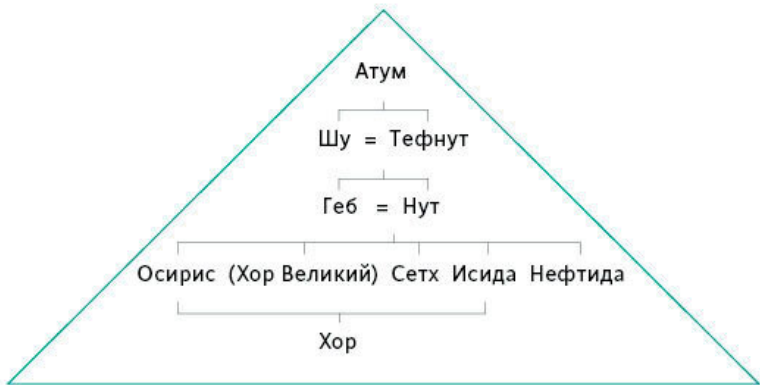 Атум
Шу = Тефнут
Геб = Нут
Осирис (Хор Великий) Сетх Исида Нефтида
Хор